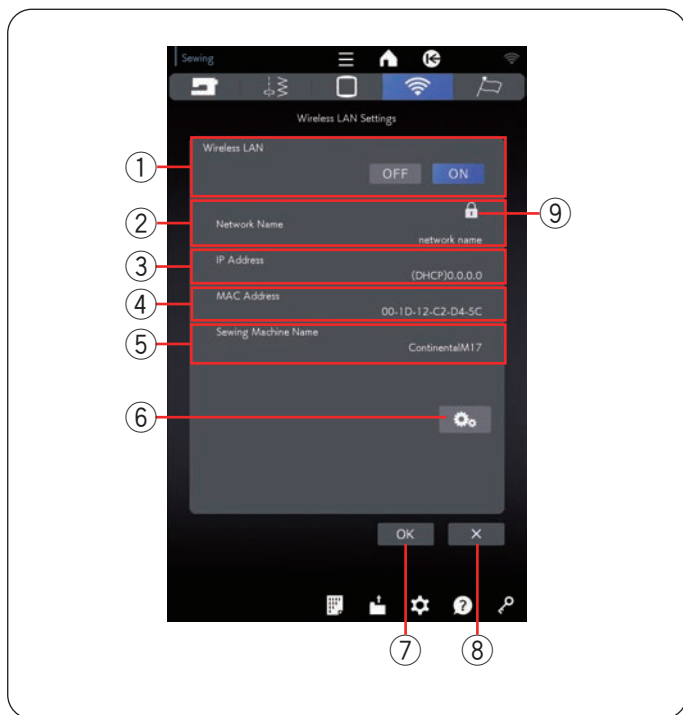 Sewing
Wireless LAN Settings
Wireless LAN
OFF ON
① ⑨
② Network Name
network name
③ IP Address
(DHCP)0.0.0.0
④ MAC Address
00-1D-12-C2-D4-5C
⑤ Sewing Machine Name
ContinentalM17
⑥
OK ×
?
⑦ ⑧